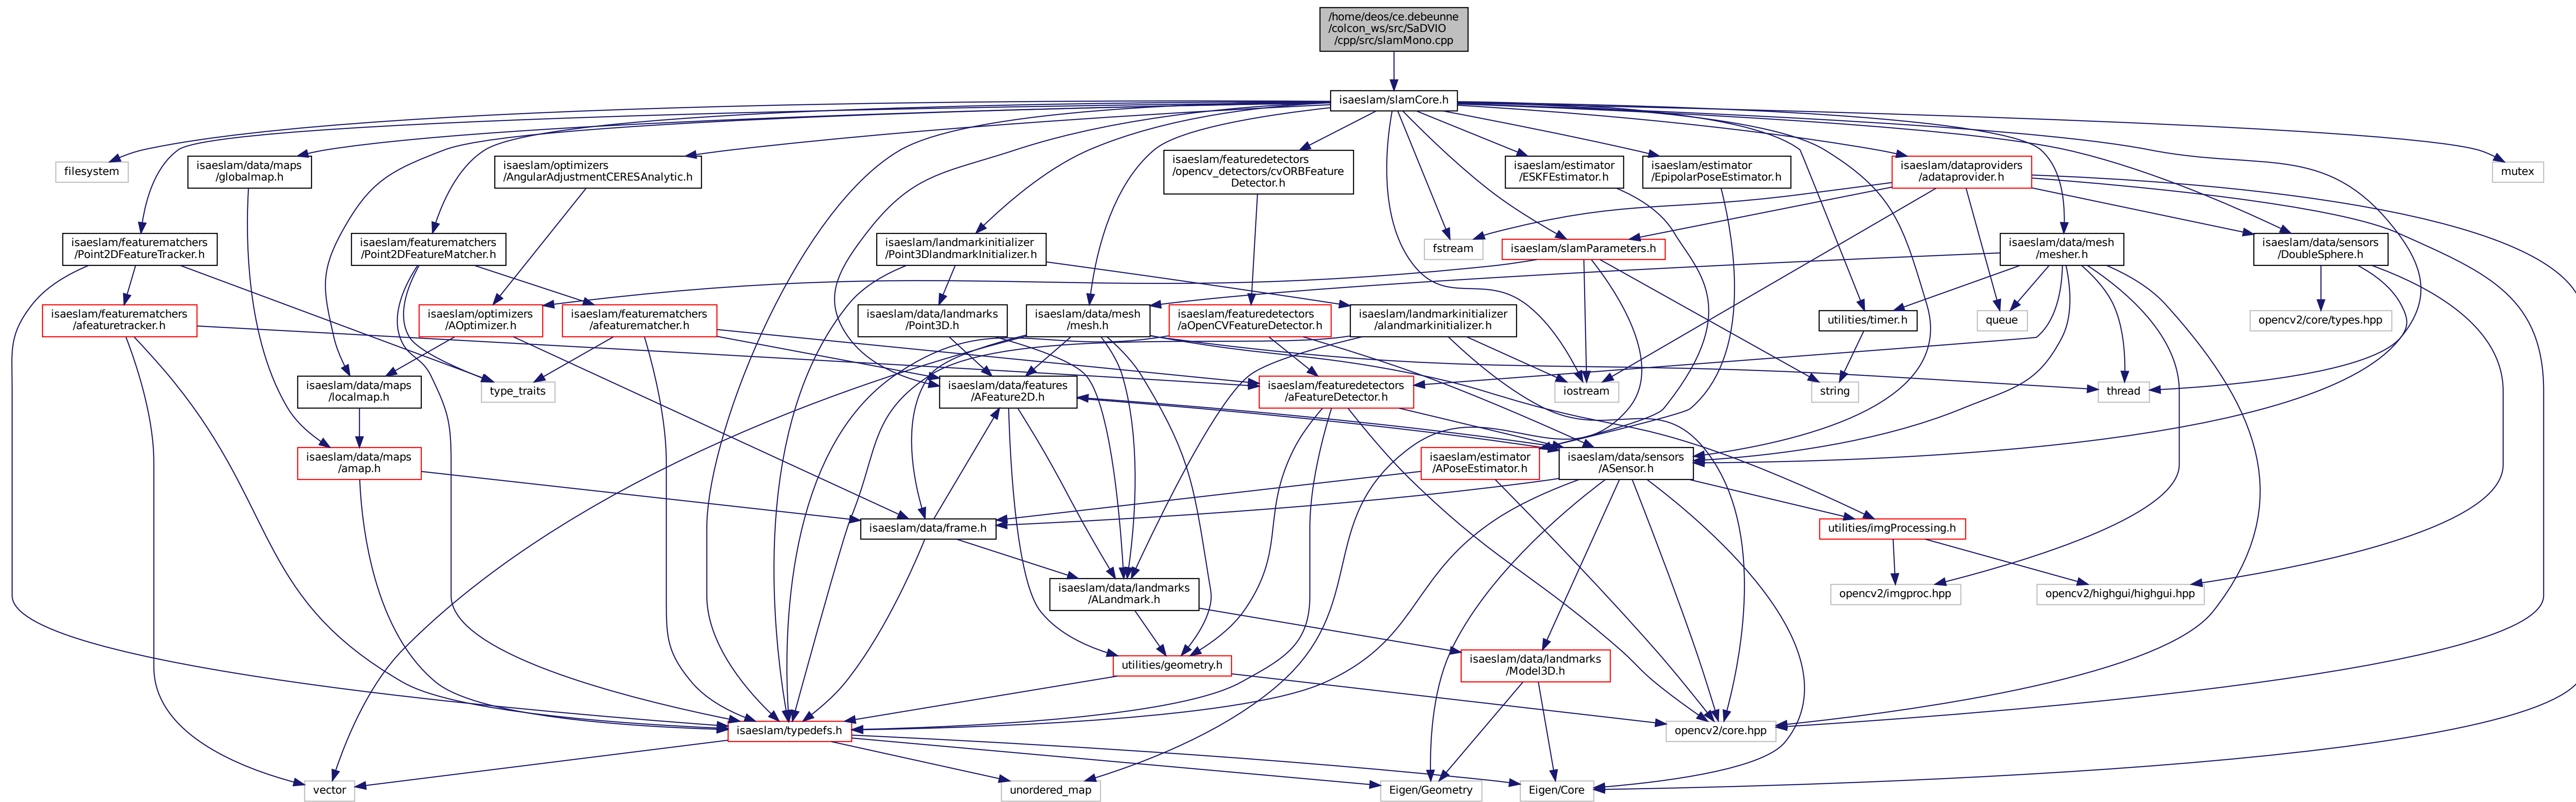 /home/deos/ce.debeunne
/colcon_ws/src/SaDVIO
/cpp/src/slamMono.cpp
isaeslam/slamCore.h
filesystem
isaeslam/data/maps
/globalmap.h
isaeslam/optimizers
/AngularAdjustmentCERESAnalytic.h
isaeslam/featuredetectors
/opencv_detectors/cvORBFeature
Detector.h
isaeslam/estimator
/ESKFEstimator.h
isaeslam/estimator
/EpipolarPoseEstimator.h
isaeslam/dataproviders
/adataprovider.h
mutex
isaeslam/featurematchers
/Point2DFeatureTracker.h
isaeslam/featurematchers
/Point2DFeatureMatcher.h
isaeslam/landmarkinitializer
/Point3DlandmarkInitializer.h
fstream
isaeslam/slamParameters.h
isaeslam/data/mesh
/mesher.h
isaeslam/data/sensors
/DoubleSphere.h
isaeslam/featurematchers
/afeaturetracker.h
isaeslam/optimizers
/AOptimizer.h
isaeslam/featurematchers
/afeaturematcher.h
isaeslam/data/landmarks
/Point3D.h
isaeslam/data/mesh
/mesh.h
isaeslam/featuredetectors
/aOpenCVFeatureDetector.h
isaeslam/landmarkinitializer
/alandmarkinitializer.h
utilities/timer.h
queue
opencv2/core/types.hpp
isaeslam/data/maps
/localmap.h
type_traits
isaeslam/data/features
/AFeature2D.h
isaeslam/featuredetectors
/aFeatureDetector.h
iostream
string
thread
isaeslam/data/maps
/amap.h
isaeslam/estimator
/APoseEstimator.h
isaeslam/data/sensors
/ASensor.h
isaeslam/data/frame.h
utilities/imgProcessing.h
isaeslam/data/landmarks
/ALandmark.h
opencv2/imgproc.hpp
opencv2/highgui/highgui.hpp
utilities/geometry.h
isaeslam/data/landmarks
/Model3D.h
isaeslam/typedefs.h
opencv2/core.hpp
vector
unordered_map
Eigen/Geometry
Eigen/Core